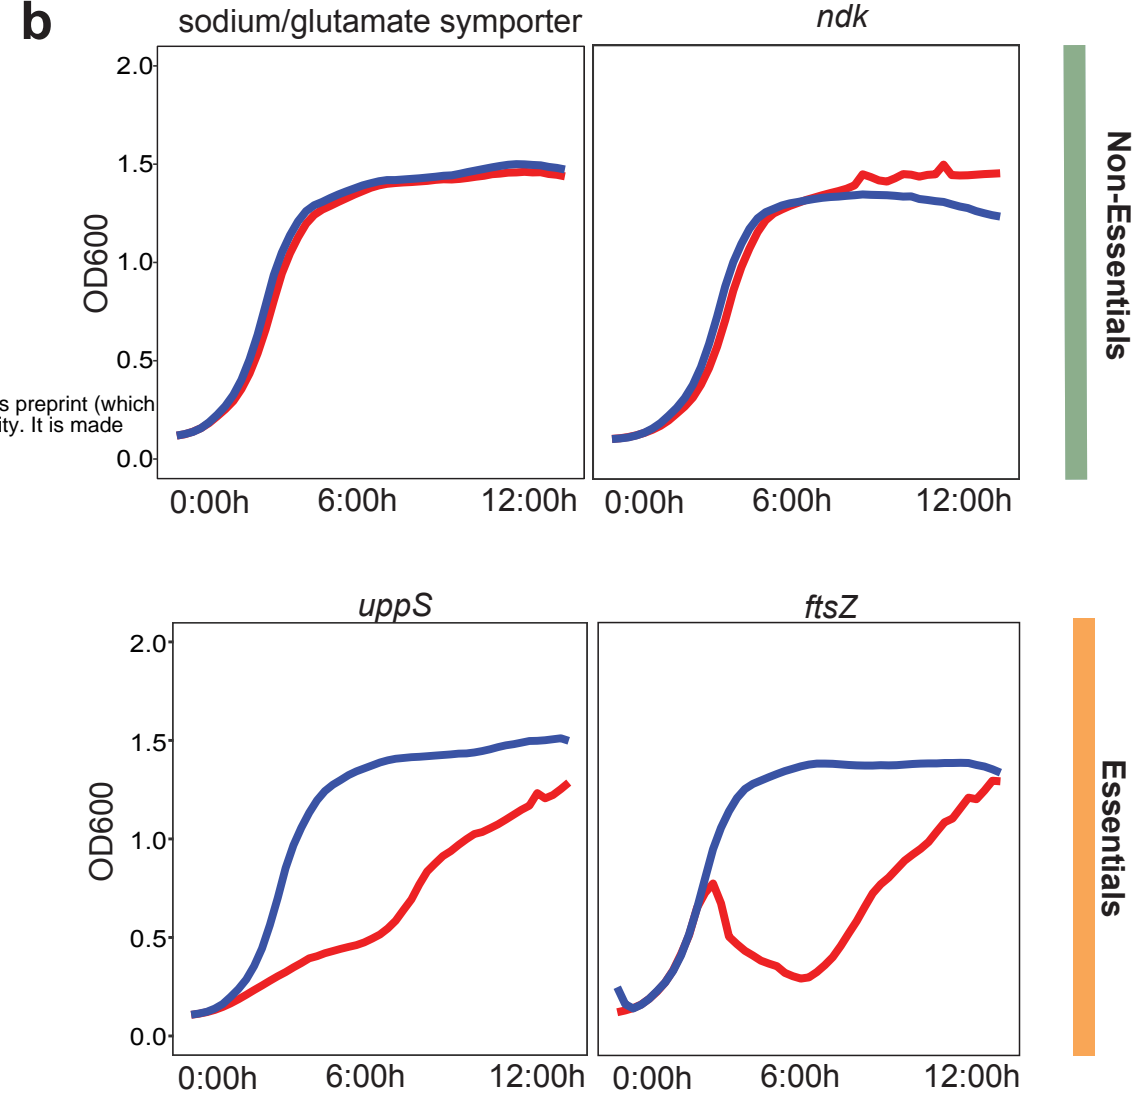 b
sodium/glutamate symporter
ndk
2.0
1.5
1.0
0.5
0.0
OD600
s preprint (which
ity. It is made
0:00h 6:00h 12:00h
0:00h 6:00h 12:00h
Non-Essentials
uppS
ftsZ
2.0
1.5
1.0
0.5
0.0
OD600
0:00h 6:00h 12:00h
0:00h 6:00h 12:00h
Essentials